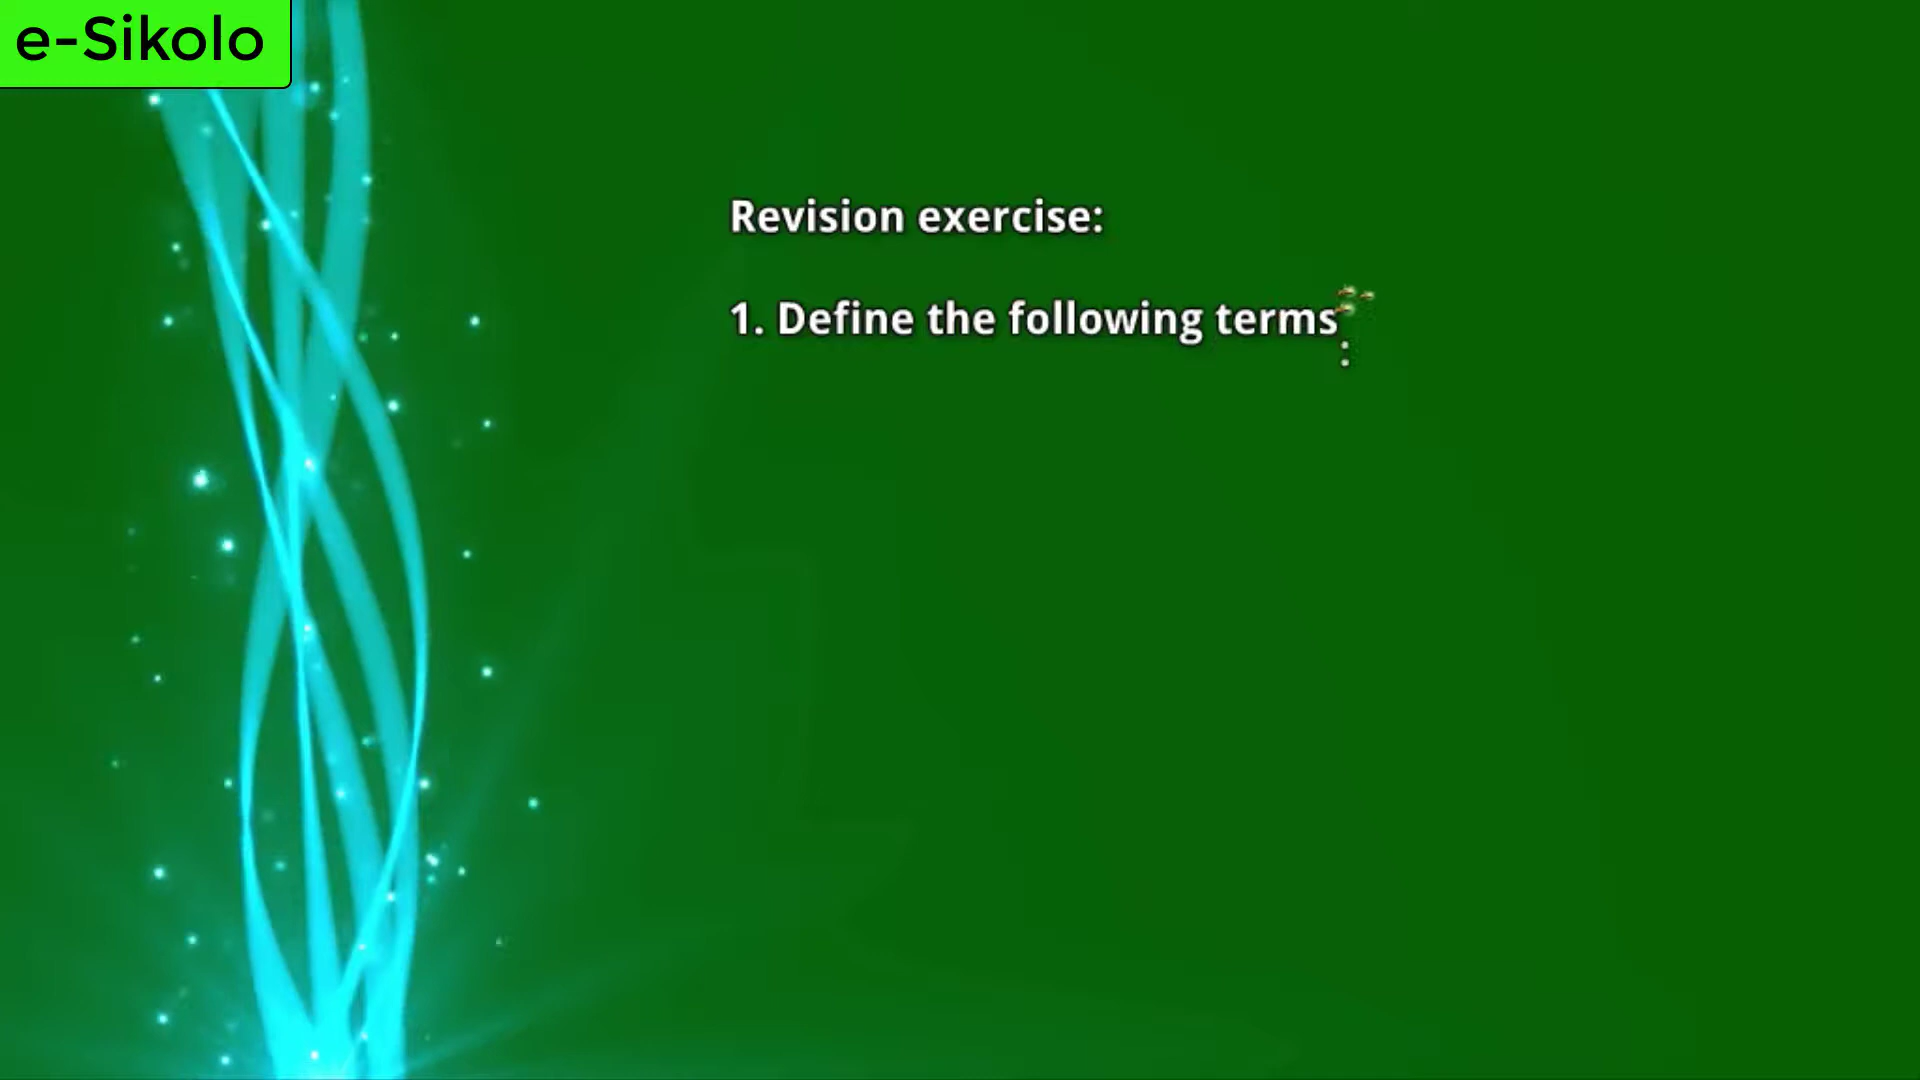 e-Sikolo
Revision exercise:
1. Define the following terms